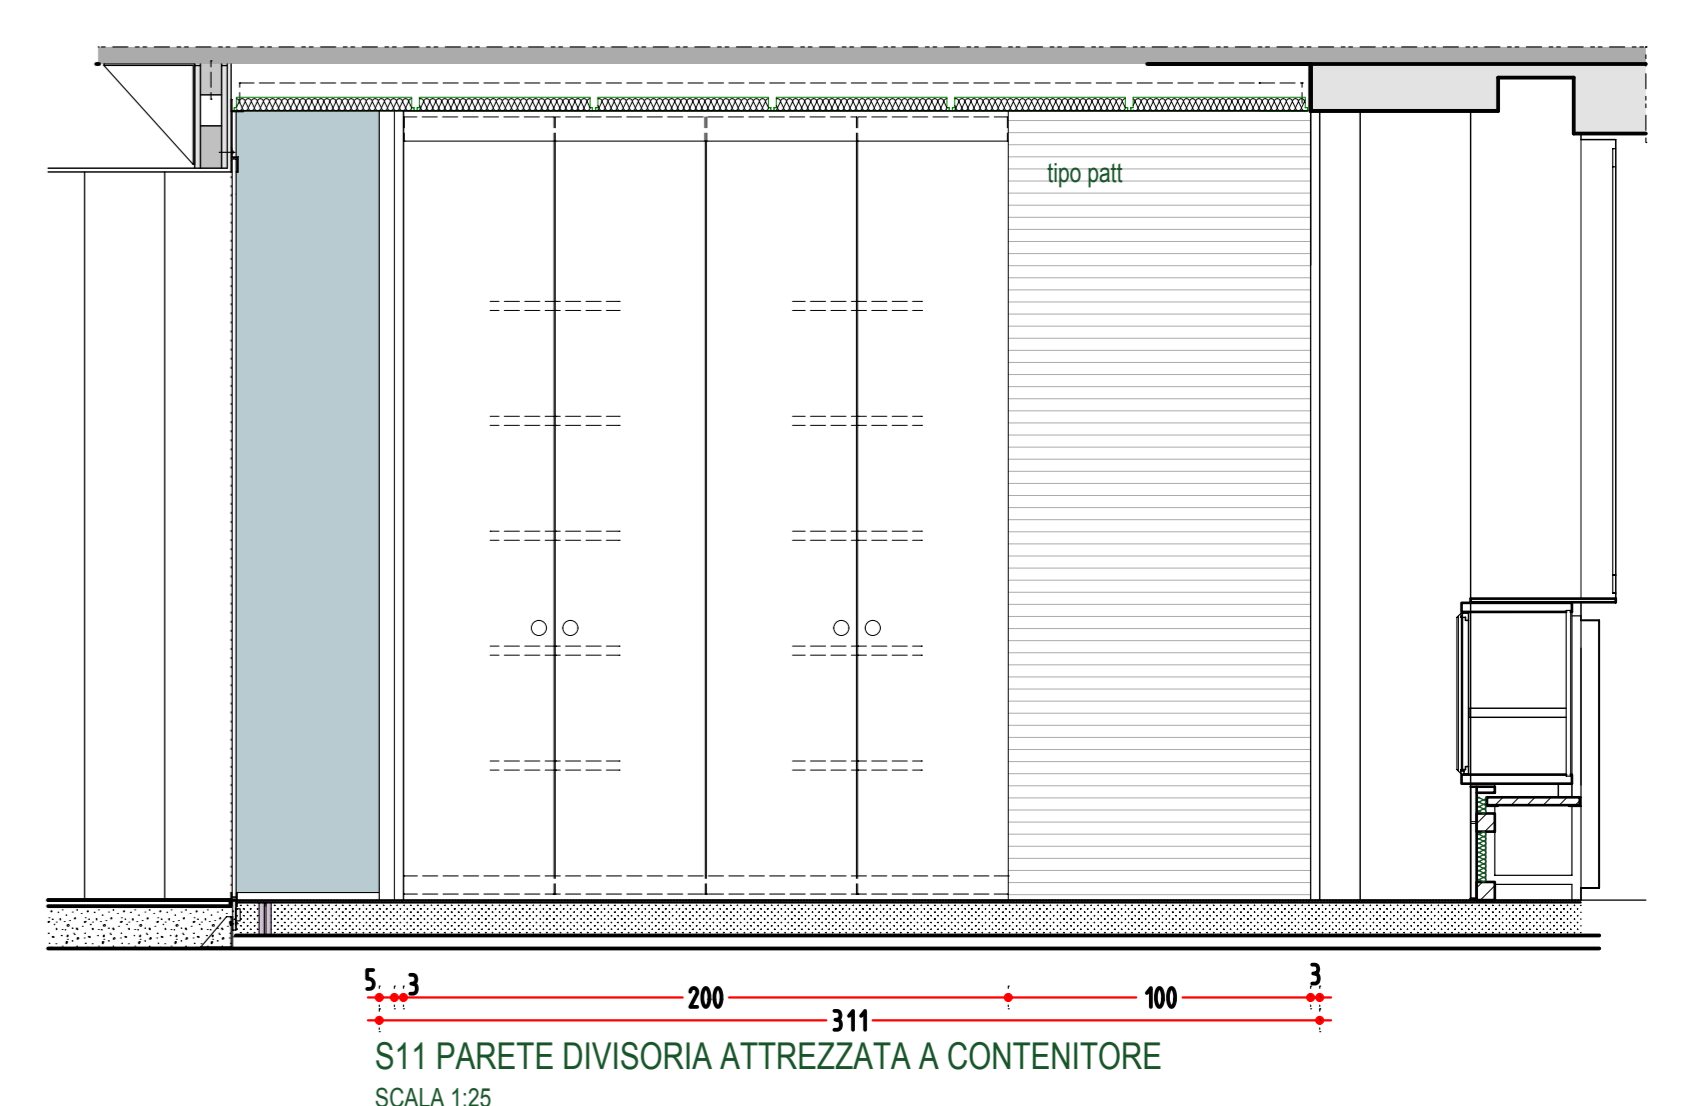 tipo patt
5 3 200 100 3
311
S11 PARETE DIVISORIA ATTREZZATA A CONTENITORE
SCALA 1:25